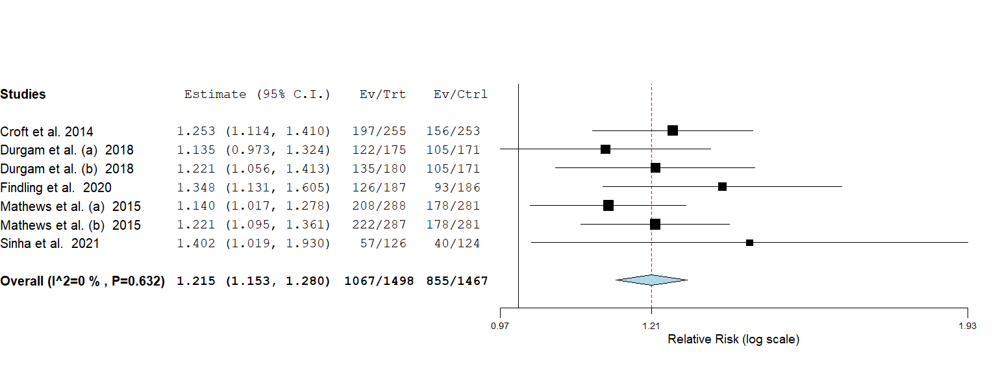 Studies Estimate (95% C.I.) Ev/Trt Ev/Ctrl
Croft et al. 2014 1.253 (1.114, 1.410) 197/255 156/253
Durgam et al. (a) 2018 1.135 (0.973, 1.324) 122/175 105/171
Durgam et al. (b) 2018 1.221 (1.056, 1.413) 135/180 105/171
Findling et al. 2020 1.348 (1.131, 1.605) 126/187 93/186
Mathews et al. (a) 2015 1.140 (1.017, 1.278) 208/288 178/281
Mathews et al. (b) 2015 1.221 (1.095, 1.361) 222/287 178/281
Sinha et al. 2021 1.402 (1.019, 1.930) 57/126 40/124
Overall (I^2=0 % , P=0.632) 1.215 (1.153, 1.280) 1067/1498 855/1467
0.97 1.21 1.93
Relative Risk (log scale)